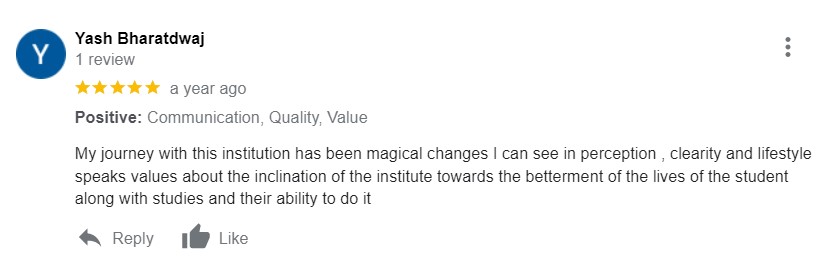 Y
Yash Bharatdwaj
1 review
a year ago
Positive: Communication, Quality, Value
My journey with this institution has been magical changes I can see in perception , clearity and lifestyle
speaks values about the inclination of the institute towards the betterment of the lives of the student
along with studies and their ability to do it
Reply Like